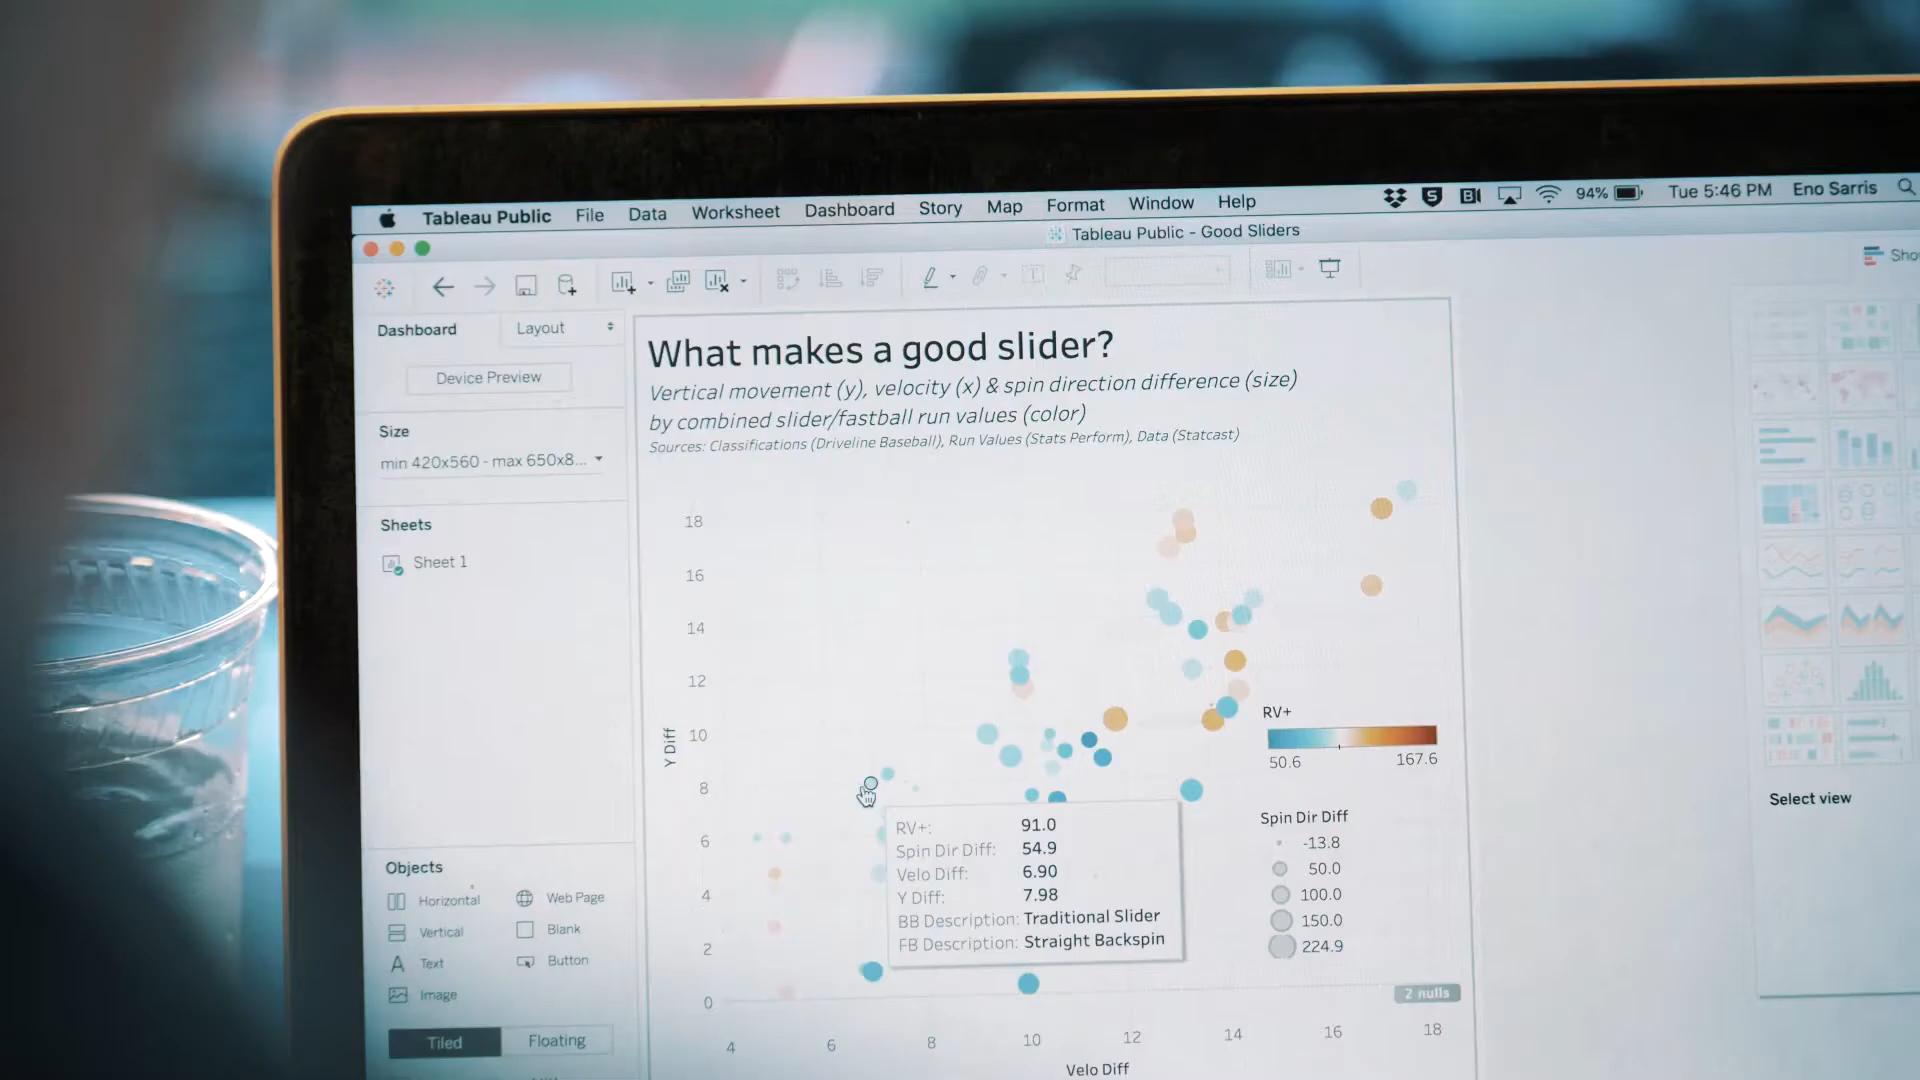 Tableau Public File Data Worksheet Dashboard Story Map Format Window Help 94% Tue 5:46 PM Eno Sarris
Tableau Public - Good Sliders
Dashboard Layout
Device Preview
Size
min 420x560 - max 650x8...
Sheets
Sheet 1
Objects
Horizontal Web Page
Vertical Blank
Text Button
Image
Tiled Floating
What makes a good slider?
Vertical movement (y), velocity (x) & spin direction difference (size)
by combined slider/fastball run values (color)
Sources: Classifications (Driveline Baseball), Run Values (Stats Perform), Data (Statcast)
Y Diff
18
16
14
12
10
8
6
4
2
0
4 6 8 10 12 14 16 18
Velo Diff
RV+: 91.0
Spin Dir Diff: 54.9
Velo Diff: 6.90
Y Diff: 7.98
BB Description: Traditional Slider
FB Description: Straight Backspin
RV+
50.6 167.6
Spin Dir Diff
-13.8
50.0
100.0
150.0
224.9
2 nulls
Sho
Select view